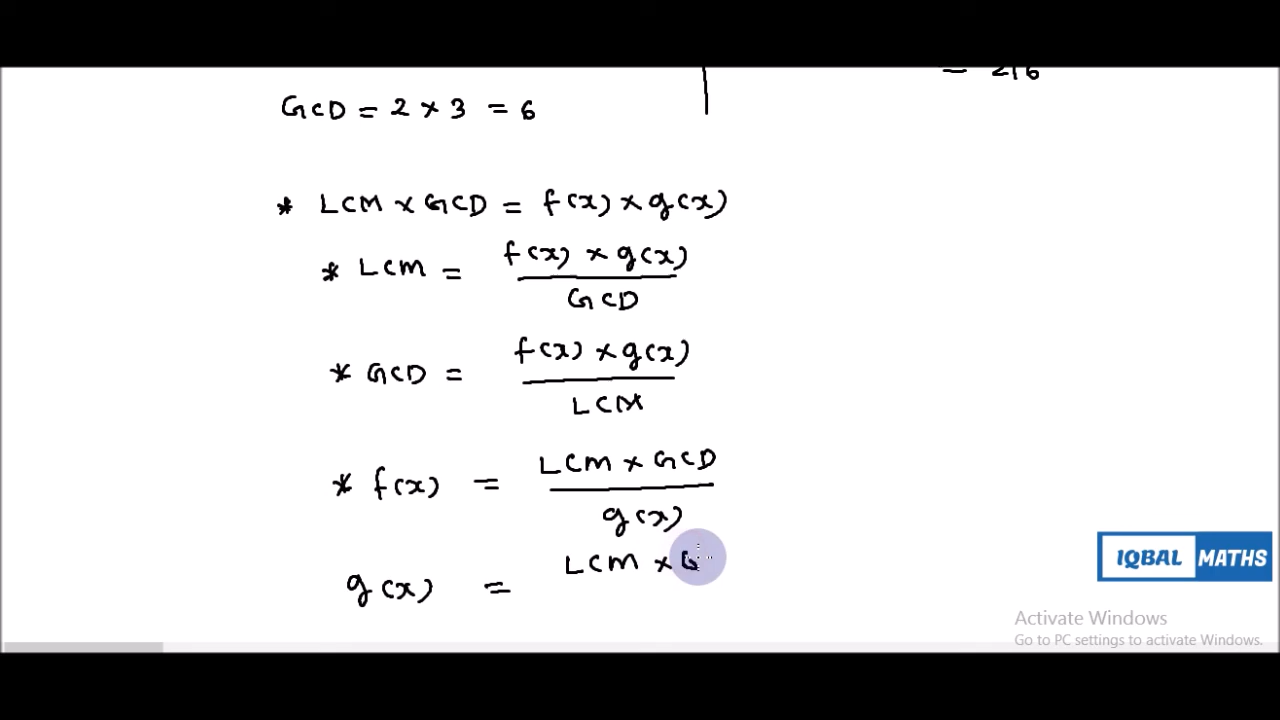 GCD = 2 × 3 = 6
* LCM × GCD = f(x) × g(x)
* LCM = f(x) × g(x)
GCD
* GCD = f(x) × g(x)
LCM
* f(x) = LCM × GCD
g(x)
g(x) = LCM × G
IQBAL MATHS
Activate Windows
Go to PC settings to activate Windows.